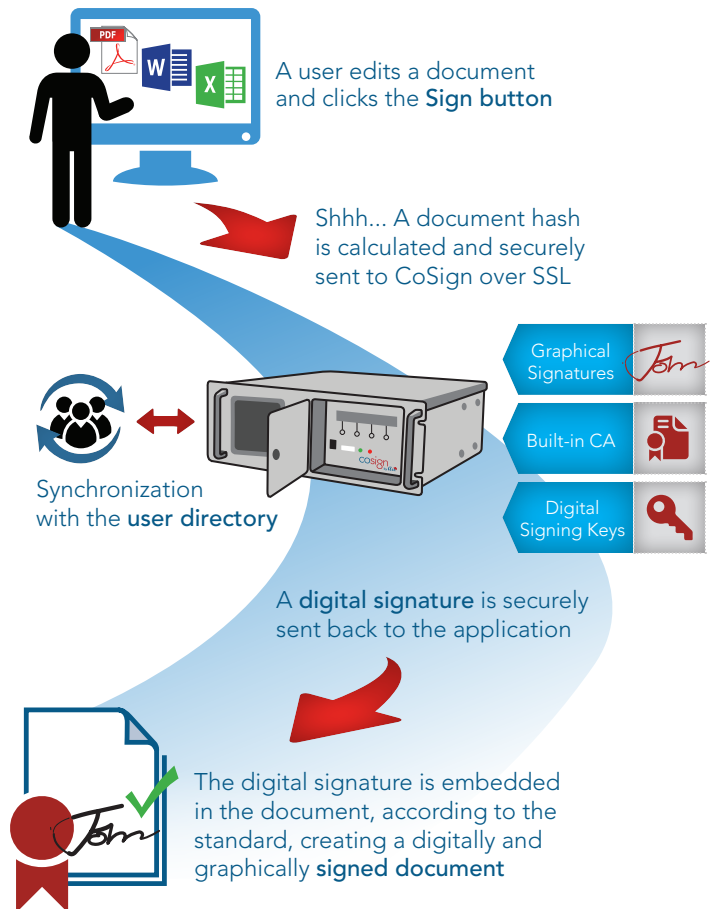 PDF
W
X
A user edits a document
and clicks the Sign button
Shhh... A document hash
is calculated and securely
sent to CoSign over SSL
Graphical
Signatures
John
Built-in CA
cosign
Digital
Signing Keys
Synchronization
with the user directory
A digital signature is securely
sent back to the application
The digital signature is embedded
in the document, according to the
standard, creating a digitally and
graphically signed document
John